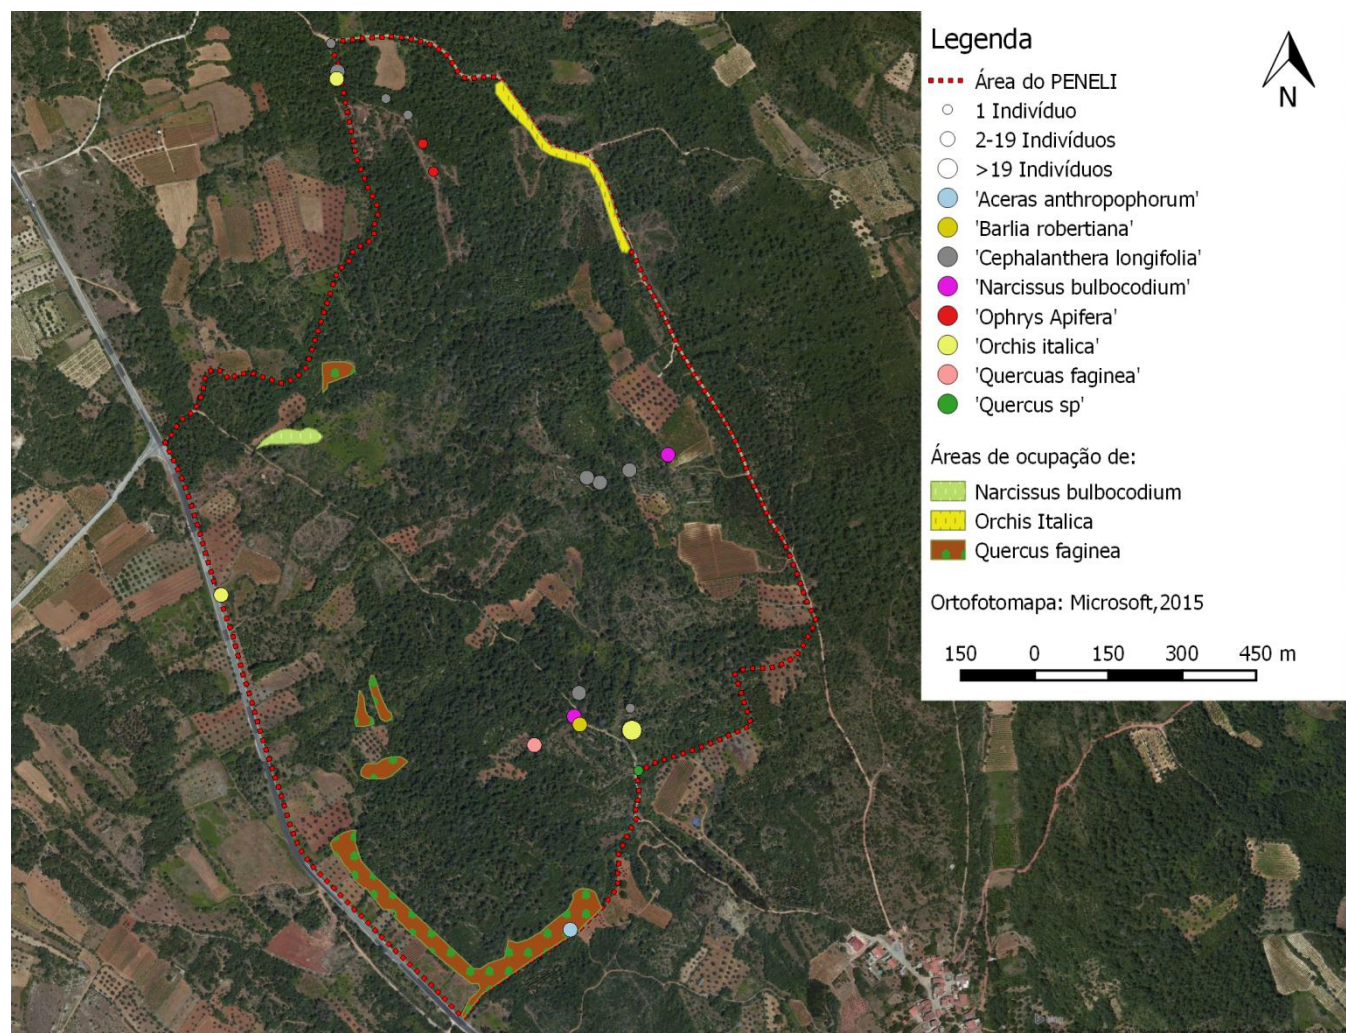 Legenda
Área do PENELI
1 Indivíduo
2-19 Indivíduos
>19 Indivíduos
'Aceras anthropophorum'
'Barlia robertiana'
'Cephalanthera longifolia'
'Narcissus bulbocodium'
'Ophrys Apifera'
'Orchis italica'
'Quercuas faginea'
'Quercus sp'
N
Áreas de ocupação de:
Narcissus bulbocodium
Orchis Italica
Quercus faginea
Ortofotomapa: Microsoft,2015
150 0 150 300 450 m